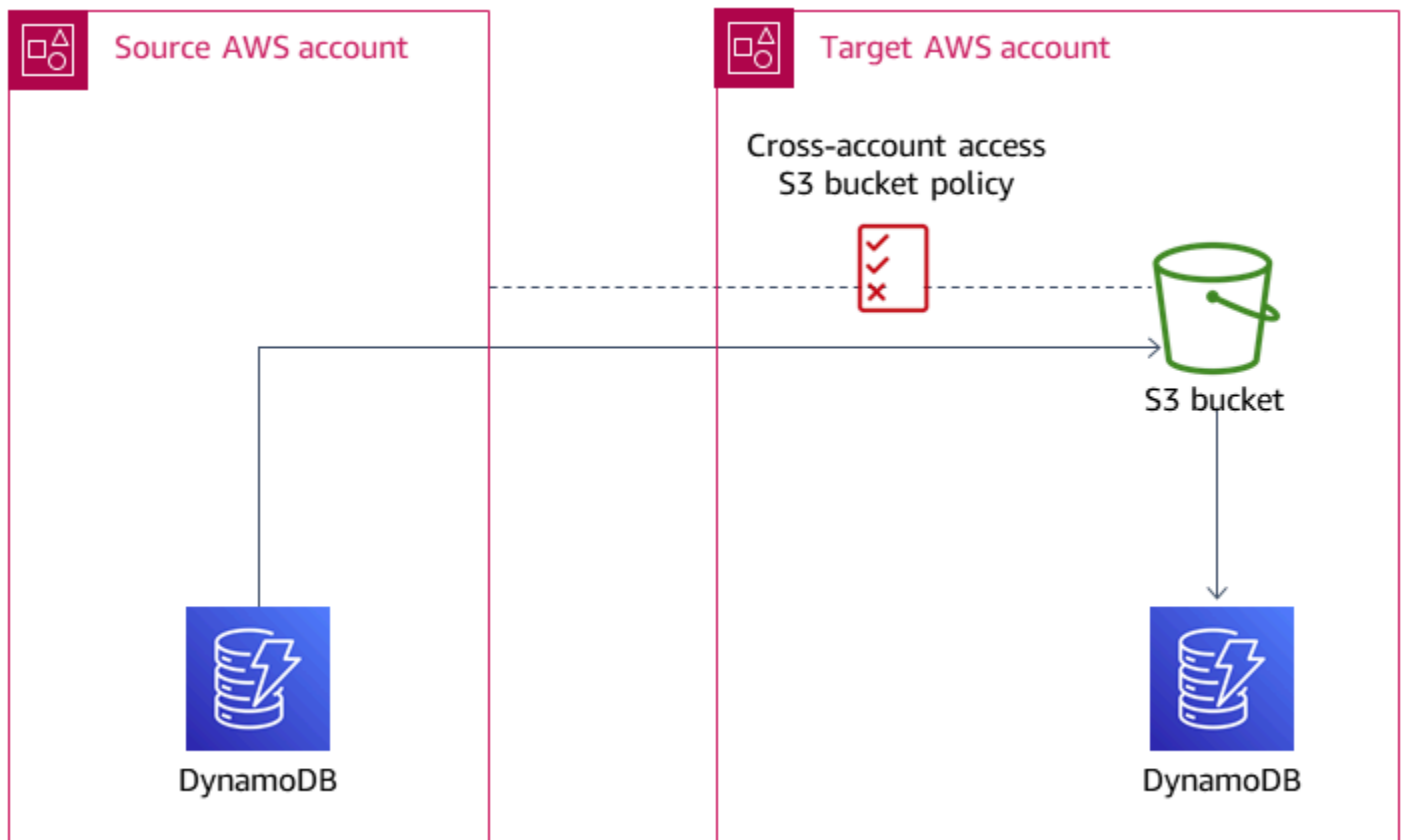 Source AWS account
Target AWS account
Cross-account access
S3 bucket policy
S3 bucket
DynamoDB
DynamoDB